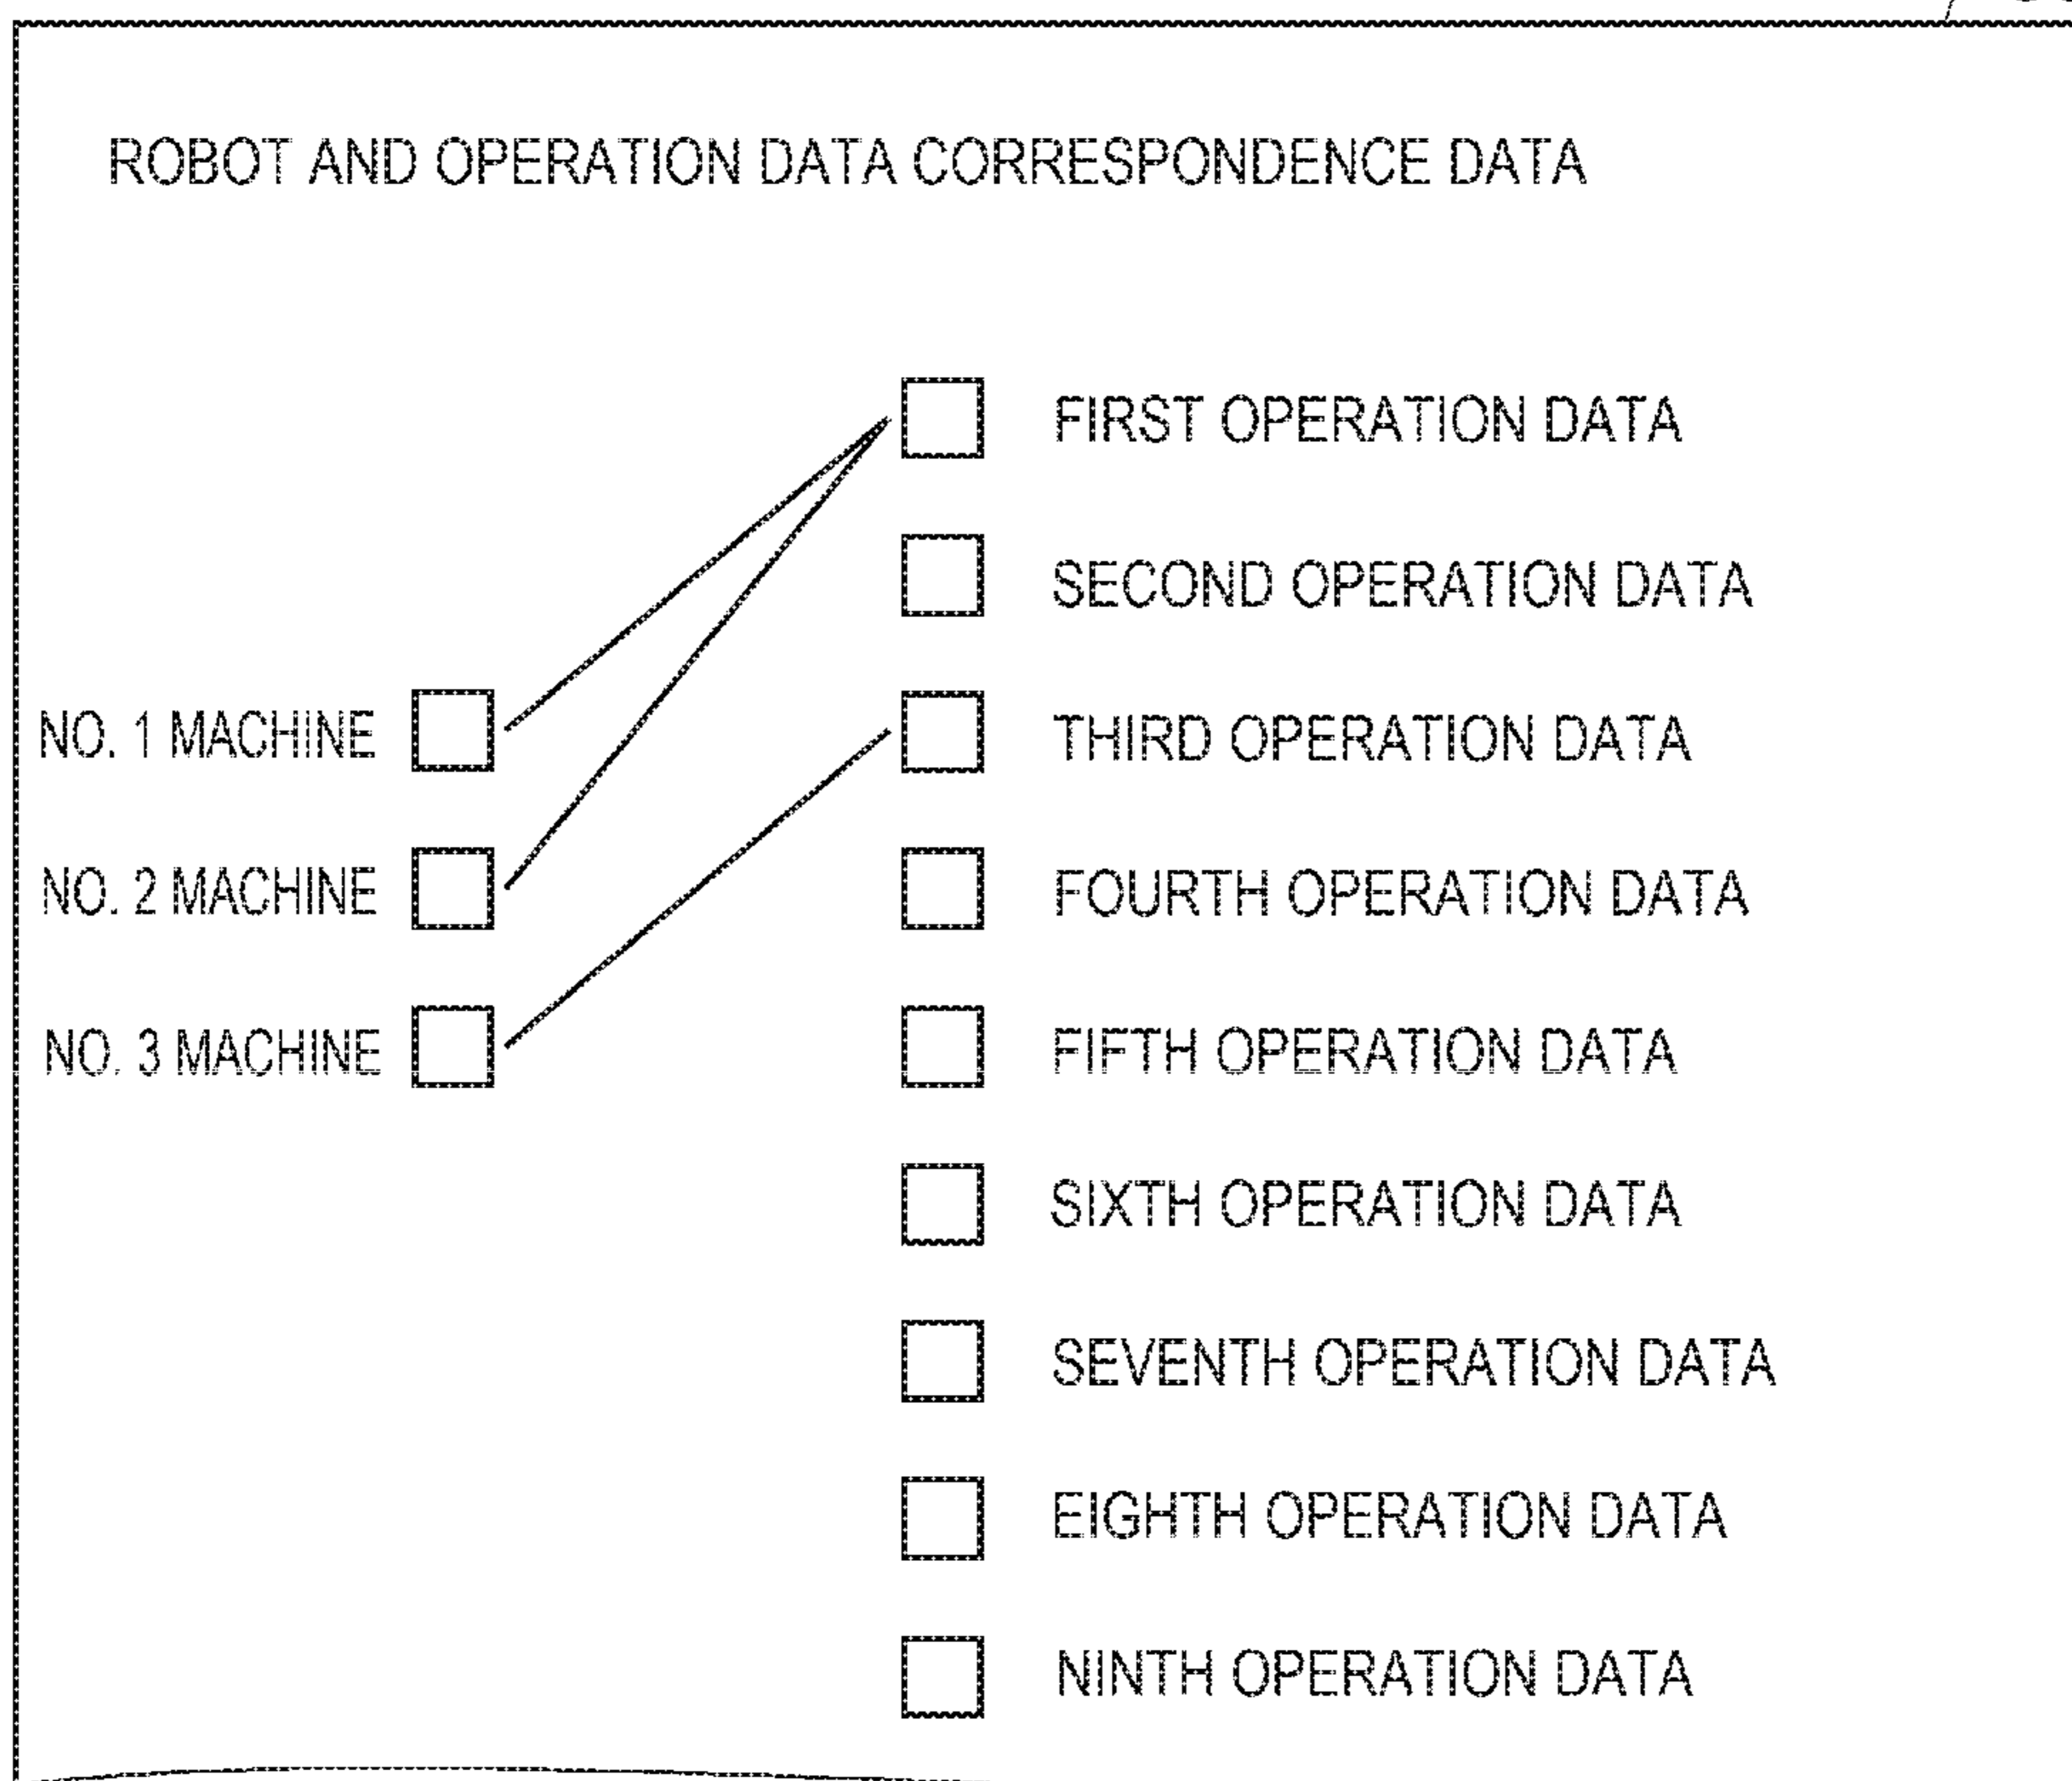 ROBOT AND OPERATION DATA CORRESPONDENCE DATA
FIRST OPERATION DATA
SECOND OPERATION DATA
NO. 1 MACHINE THIRD OPERATION DATA
NO. 2 MACHINE FOURTH OPERATION DATA
NO. 3 MACHINE FIFTH OPERATION DATA
SIXTH OPERATION DATA
SEVENTH OPERATION DATA
EIGHTH OPERATION DATA
NINTH OPERATION DATA